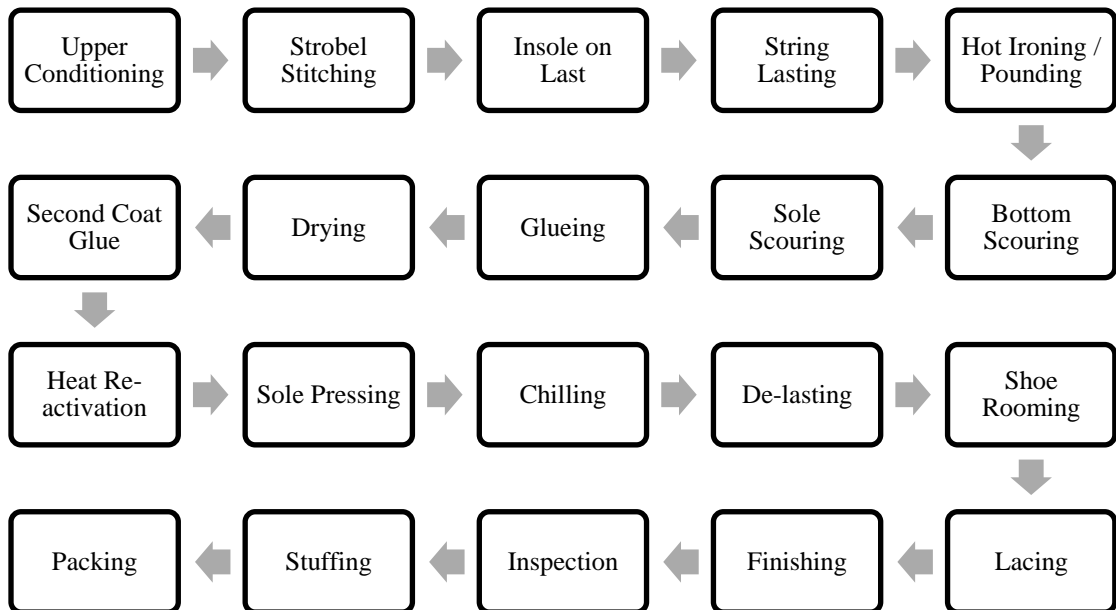 Upper
Conditioning
Strobel
Stitching
Insole on
Last
String
Lasting
Hot Ironing /
Pounding
Bottom
Scouring
Sole
Scouring
Glueing
Drying
Second Coat
Glue
Heat Re-
activation
Sole Pressing
Chilling
De-lasting
Shoe
Rooming
Lacing
Finishing
Inspection
Stuffing
Packing